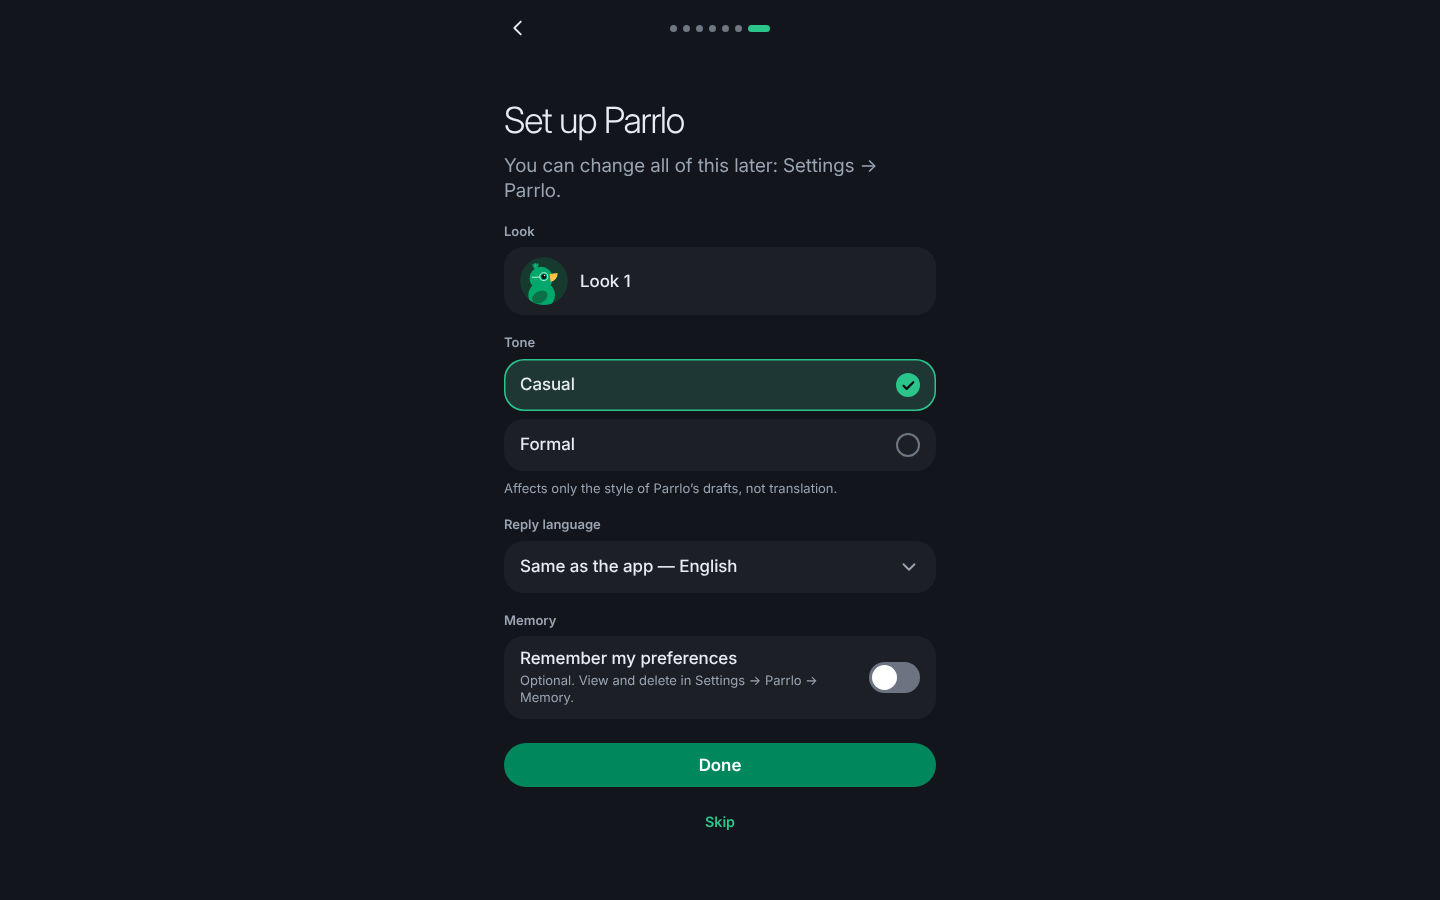 Set up Parrlo
You can change all of this later: Settings →
Parrlo.
Look
Look 1
Tone
Casual
Formal
Affects only the style of Parrlo’s drafts, not translation.
Reply language
Same as the app — English
Memory
Remember my preferences
Optional. View and delete in Settings → Parrlo →
Memory.
Done
Skip